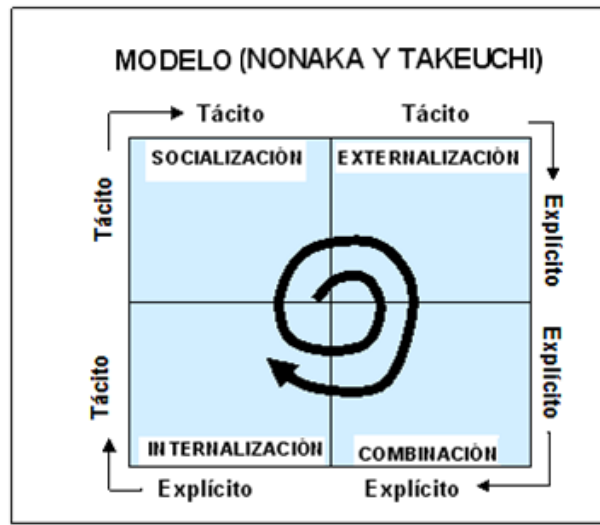 MODELO (NONAKA Y TAKEUCHI)
Tácito
Tácito
SOCIALIZACIÒN
EXTERNALIZACIÒN
Tácito
Explícito
Tácito
Explícito
INTERNALIZACIÒN
COMBINACIÒN
Explícito
Explícito